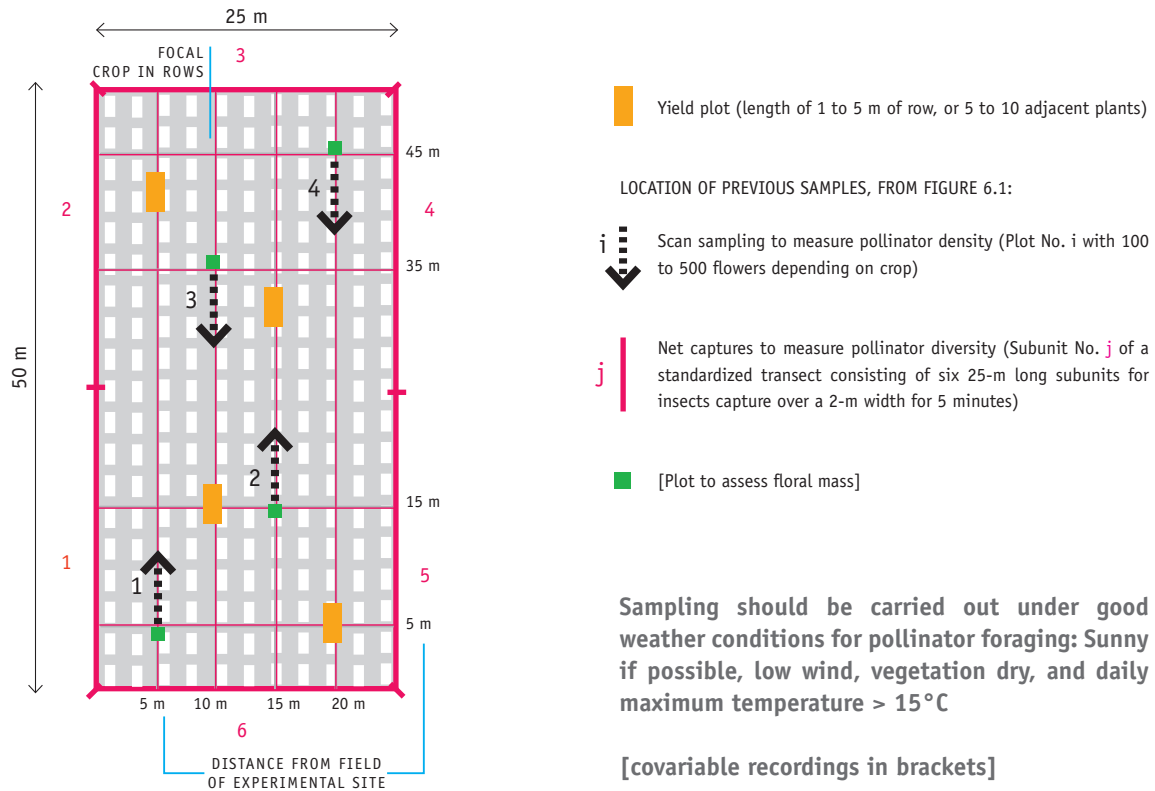 25 m
FOCAL
CROP IN ROWS
3
45 m
4
2
4
35 m
3
50 m
2
15 m
1
1
5
5 m
5 m
10 m
15 m
20 m
6
DISTANCE FROM FIELD
OF EXPERIMENTAL SITE
Yield plot (length of 1 to 5 m of row, or 5 to 10 adjacent plants)
LOCATION OF PREVIOUS SAMPLES, FROM FIGURE 6.1:
i
Scan sampling to measure pollinator density (Plot No. i with 100
to 500 flowers depending on crop)
j
Net captures to measure pollinator diversity (Subunit No. j of a
standardized transect consisting of six 25-m long subunits for
insects capture over a 2-m width for 5 minutes)
[Plot to assess floral mass]
Sampling should be carried out under good
weather conditions for pollinator foraging: Sunny
if possible, low wind, vegetation dry, and daily
maximum temperature > 15°C
[covariable recordings in brackets]